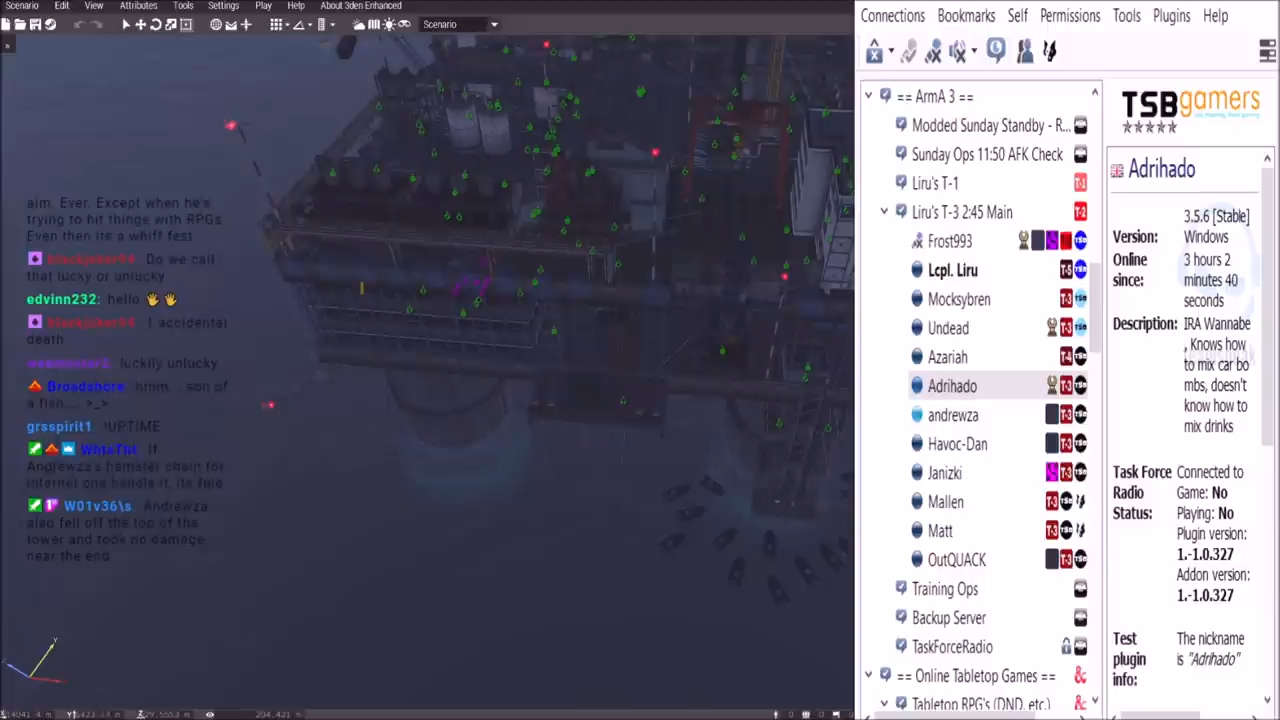 Scenario Edit View Attributes Tools Settings Play Help About 3den Enhanced
Scenario
aim. Ever. Except when he's
trying to hit things with RPGs
Even then its a whiff fest
Do we call
that lucky or unlucky
edvinn232: hello
I accidental
death
luckily unlucky
Broadshore: hmm.. son of
a fish.... >_>
grsspirit1: !UPTIME
If
Andrewza's hamster chain for
internet one handle it, its fate
W01v36\s: Andrewza
also fell off the top of the
tower and took no damage
near the end
Connections Bookmarks Self Permissions Tools Plugins Help
== ArmA 3 ==
Modded Sunday Standby - R...
Sunday Ops 11:50 AFK Check
Liru's T-1
Liru's T-3 2:45 Main
Frost993
Lcpl. Liru
Mocksybren
Undead
Azariah
Adrihado
andrewza
Havoc-Dan
Janizki
Mallen
Matt
OutQUACK
Training Ops
Backup Server
TaskForceRadio
== Online Tabletop Games ==
Tabletop RPG's (DND, etc.)
TSBgamers
Adrihado
Version: 3.5.6 [Stable]
Windows
Online since: 3 hours 2
minutes 40
seconds
Description: IRA Wannabe
, Knows how
to mix car bo
mbs, doesn't
know how to
mix drinks
Task Force Radio Status: Connected to
Game: No
Playing: No
Plugin version:
1.-1.0.327
Addon version:
1.-1.0.327
Test plugin info: The nickname
is "Adrihado"